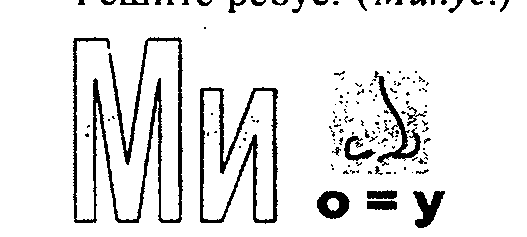 Решите ребус. (Минус.)
Ми
о = у